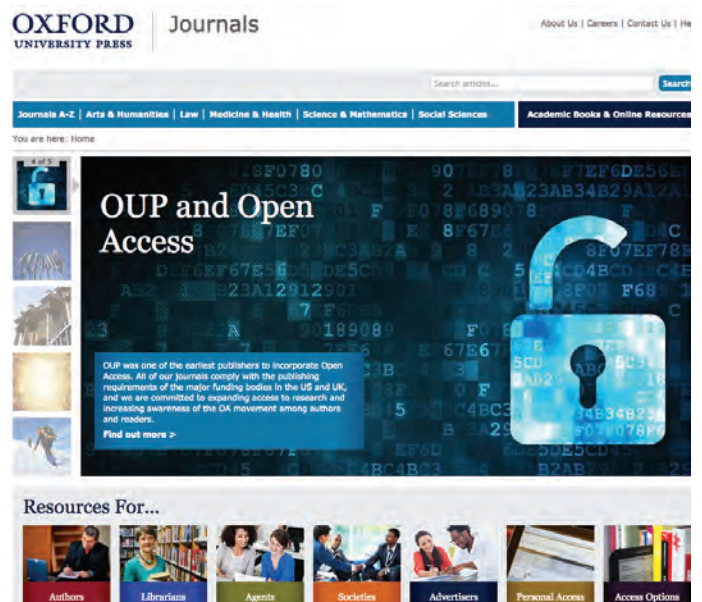 OXFORD
UNIVERSITY PRESS
Journals
About Us | Careers | Contact Us | He
Search articles...
Search
Journals A-Z | Arts & Humanities | Law | Medicine & Health | Science & Mathematics | Social Sciences
Academic Books & Online Resources
You are here: Home
4 of 5
OUP and Open
Access
OUP was one of the earliest publishers to incorporate Open
Access. All of our journals comply with the publishing
requirements of the major funding bodies in the US and UK,
and we are committed to expanding access to research and
increasing awareness of the OA movement among authors
and readers.
Find out more >
Resources For...
Authors
Librarians
Agents
Societies
Advertisers
Personal Access
Access Options